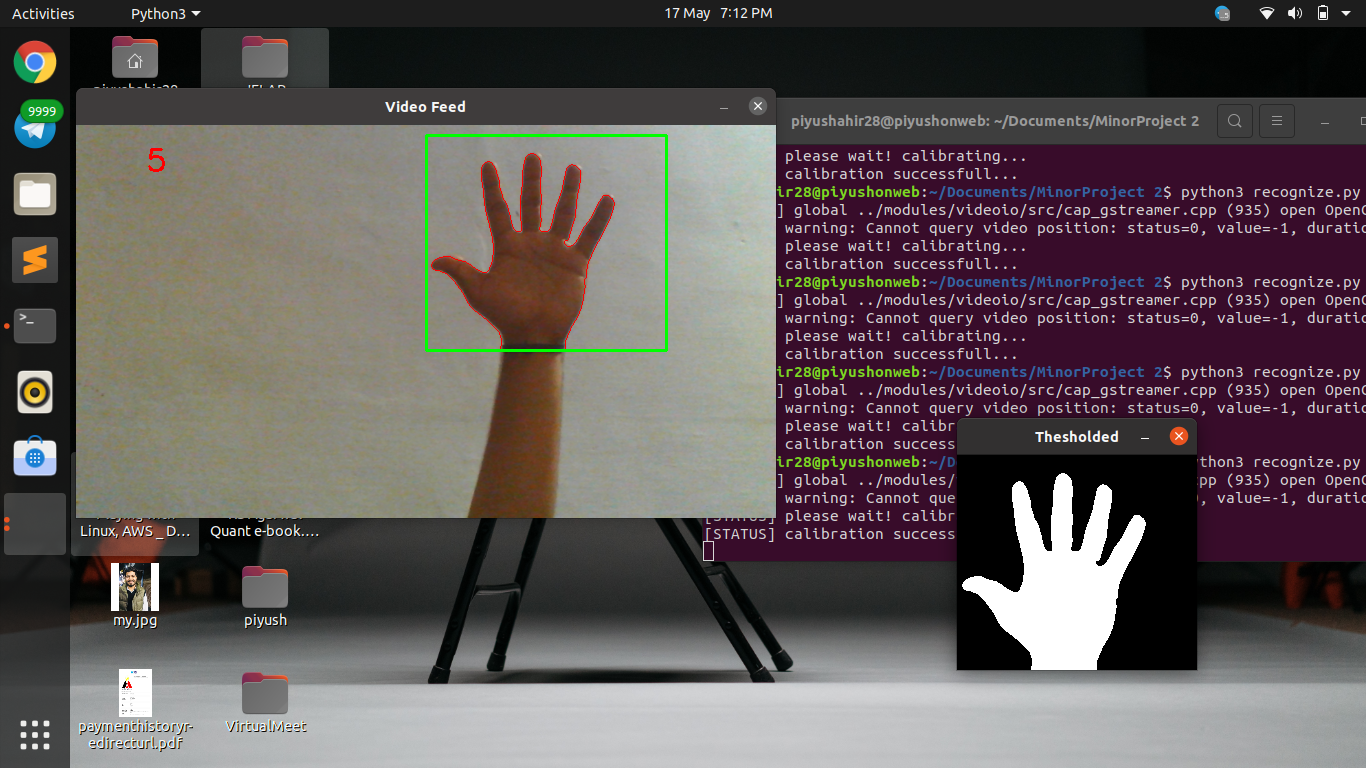 Activities
Python3
17 May 7:12 PM
9999
Video Feed
5
piyushahir28@piyushonweb: ~/Documents/MinorProject 2
please wait! calibrating...
calibration successfull...
ir28@piyushonweb:~/Documents/MinorProject 2$ python3 recognize.py
] global ../modules/videoio/src/cap_gstreamer.cpp (935) open OpenC
warning: Cannot query video position: status=0, value=-1, duratio
please wait! calibrating...
calibration successfull...
ir28@piyushonweb:~/Documents/MinorProject 2$ python3 recognize.py
] global ../modules/videoio/src/cap_gstreamer.cpp (935) open OpenC
warning: Cannot query video position: status=0, value=-1, duratio
please wait! calibrating...
calibration successfull...
ir28@piyushonweb:~/Documents/MinorProject 2$ python3 recognize.py
] global ../modules/videoio/src/cap_gstreamer.cpp (935) open OpenC
warning: Cannot query video position: status=0, value=-1, duratio
please wait! calibr
calibration success
ir28@piyushonweb:~/D
thon3 recognize.py
] global ../modules/
pp (935) open OpenC
warning: Cannot que
, value=-1, duratio
[STATUS] please wait! calibr
[STATUS] calibration success
Thesholded
Linux, AWS _ D...
Quant e-book....
my.jpg
piyush
paymenthistoryr-
edirecturl.pdf
VirtualMeet